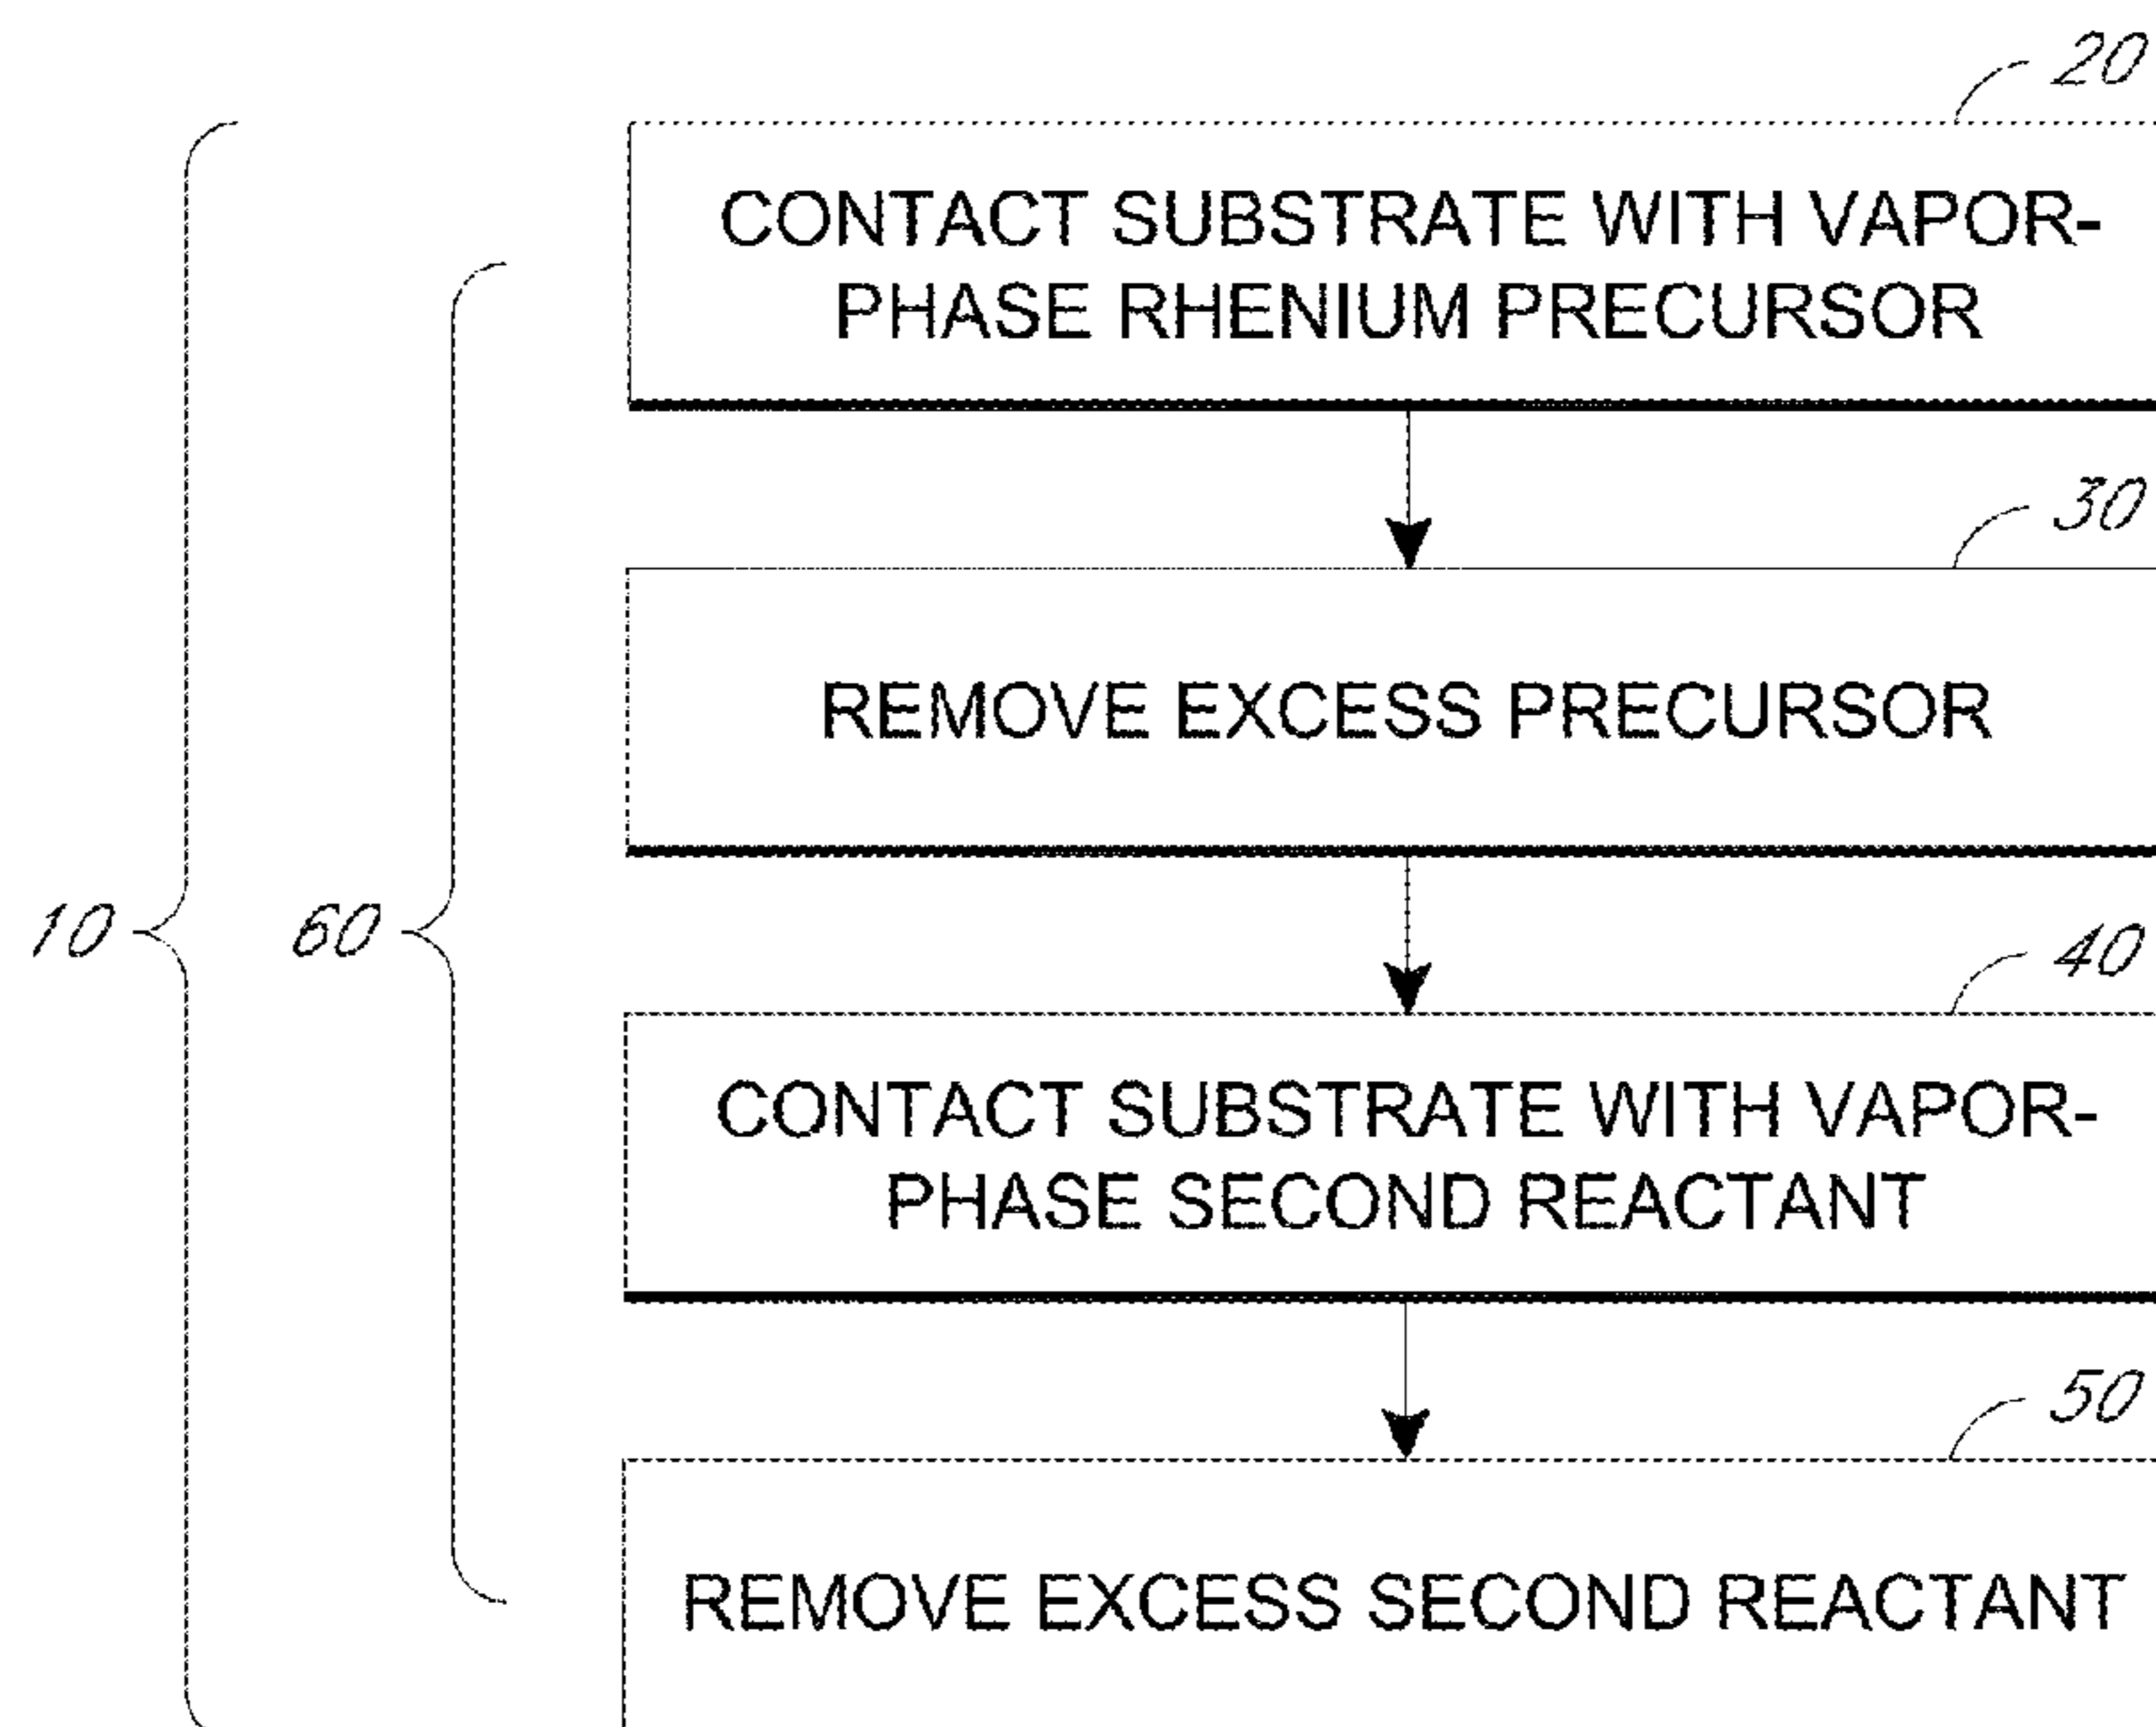 20
CONTACT SUBSTRATE WITH VAPOR-
PHASE RHENIUM PRECURSOR
30
REMOVE EXCESS PRECURSOR
10
60
40
CONTACT SUBSTRATE WITH VAPOR-
PHASE SECOND REACTANT
50
REMOVE EXCESS SECOND REACTANT